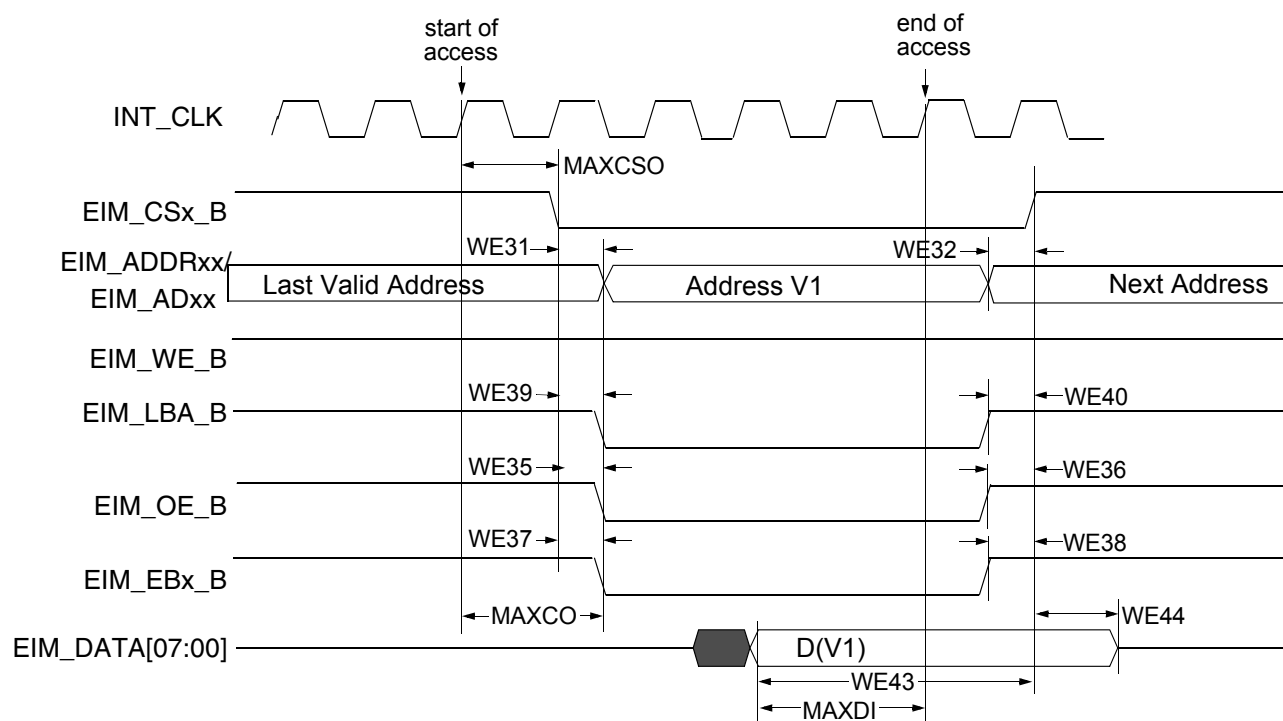 start of
access
end of
access
INT_CLK
MAXCSO
EIM_CSx_B
WE31
WE32
EIM_ADDRxx/
EIM_ADxx
Last Valid Address
Address V1
Next Address
EIM_WE_B
WE39
WE40
EIM_LBA_B
WE35
WE36
EIM_OE_B
WE37
WE38
EIM_EBx_B
MAXCO
WE44
EIM_DATA[07:00]
D(V1)
WE43
MAXDI